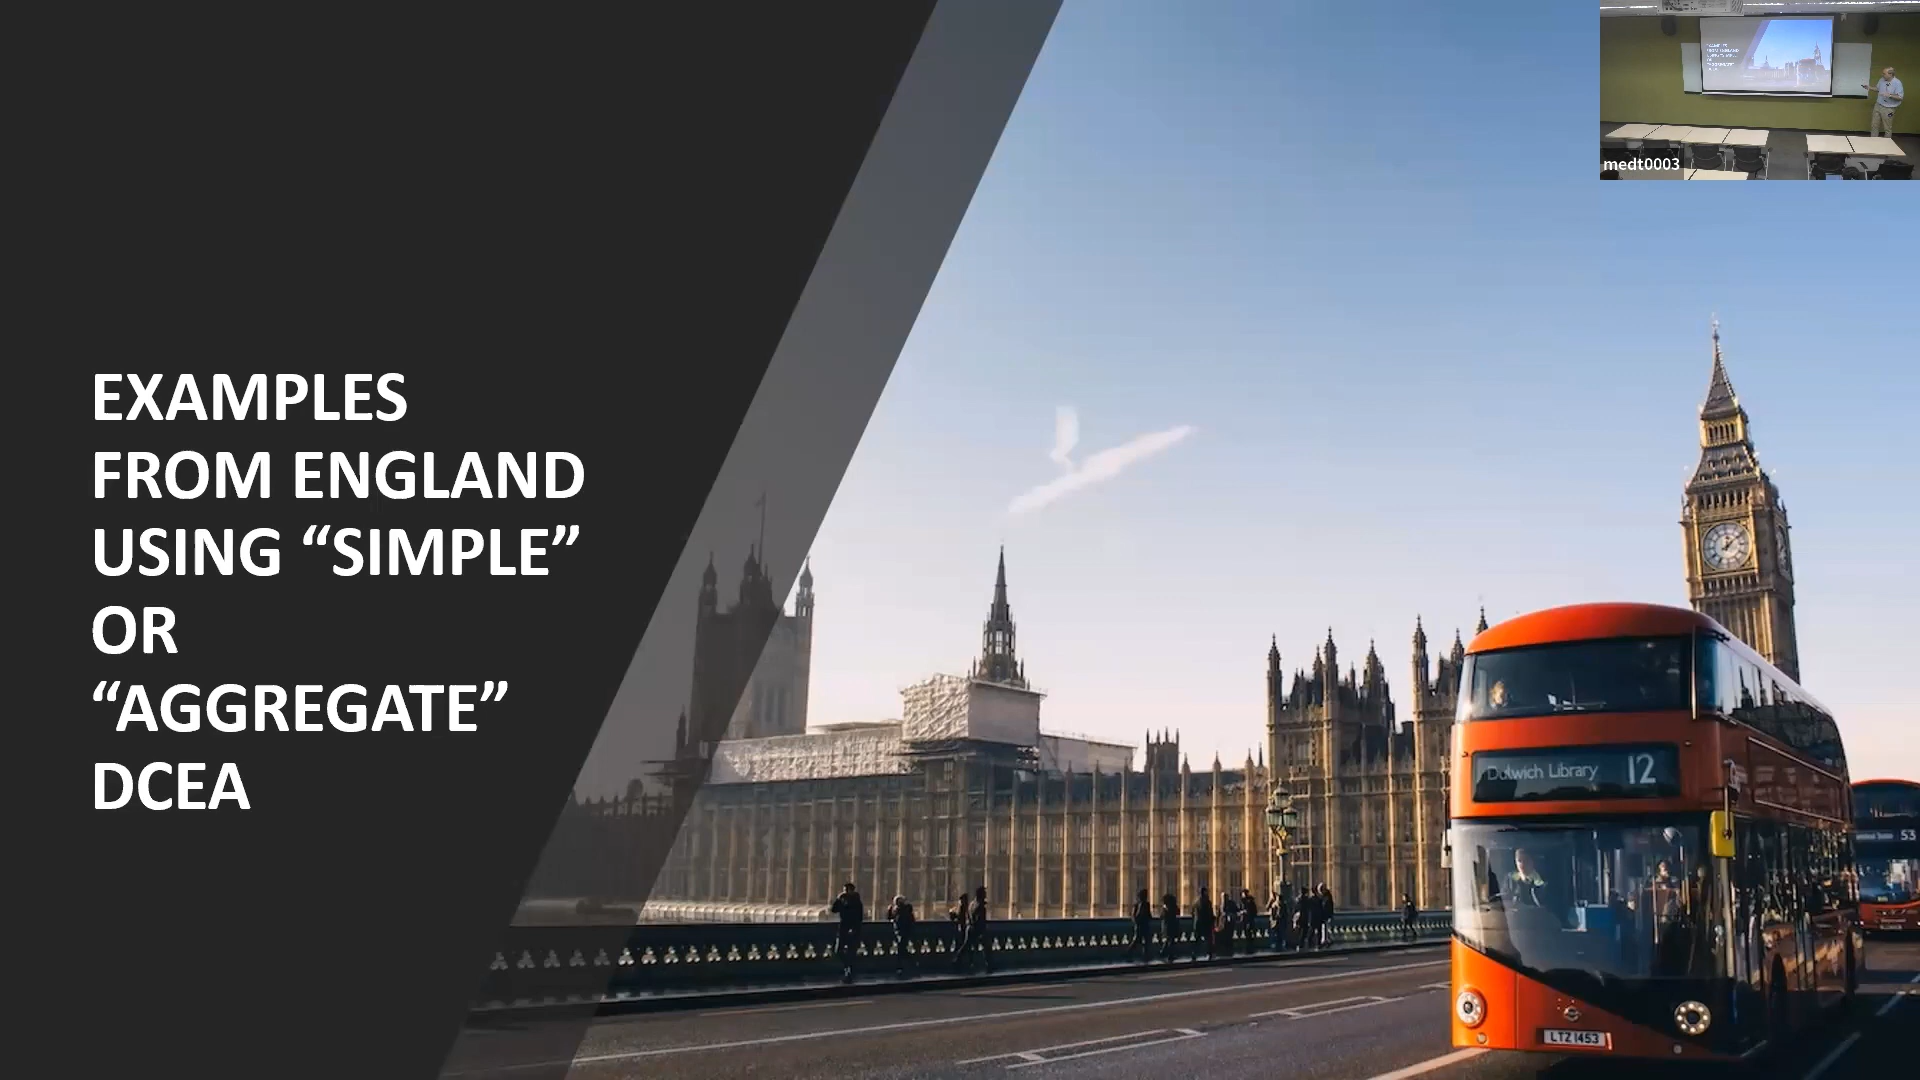 EXAMPLES
FROM ENGLAND
USING “SIMPLE”
OR
“AGGREGATE”
DCEA
medt0003
Dulwich Library 12
53
LTZ 1453